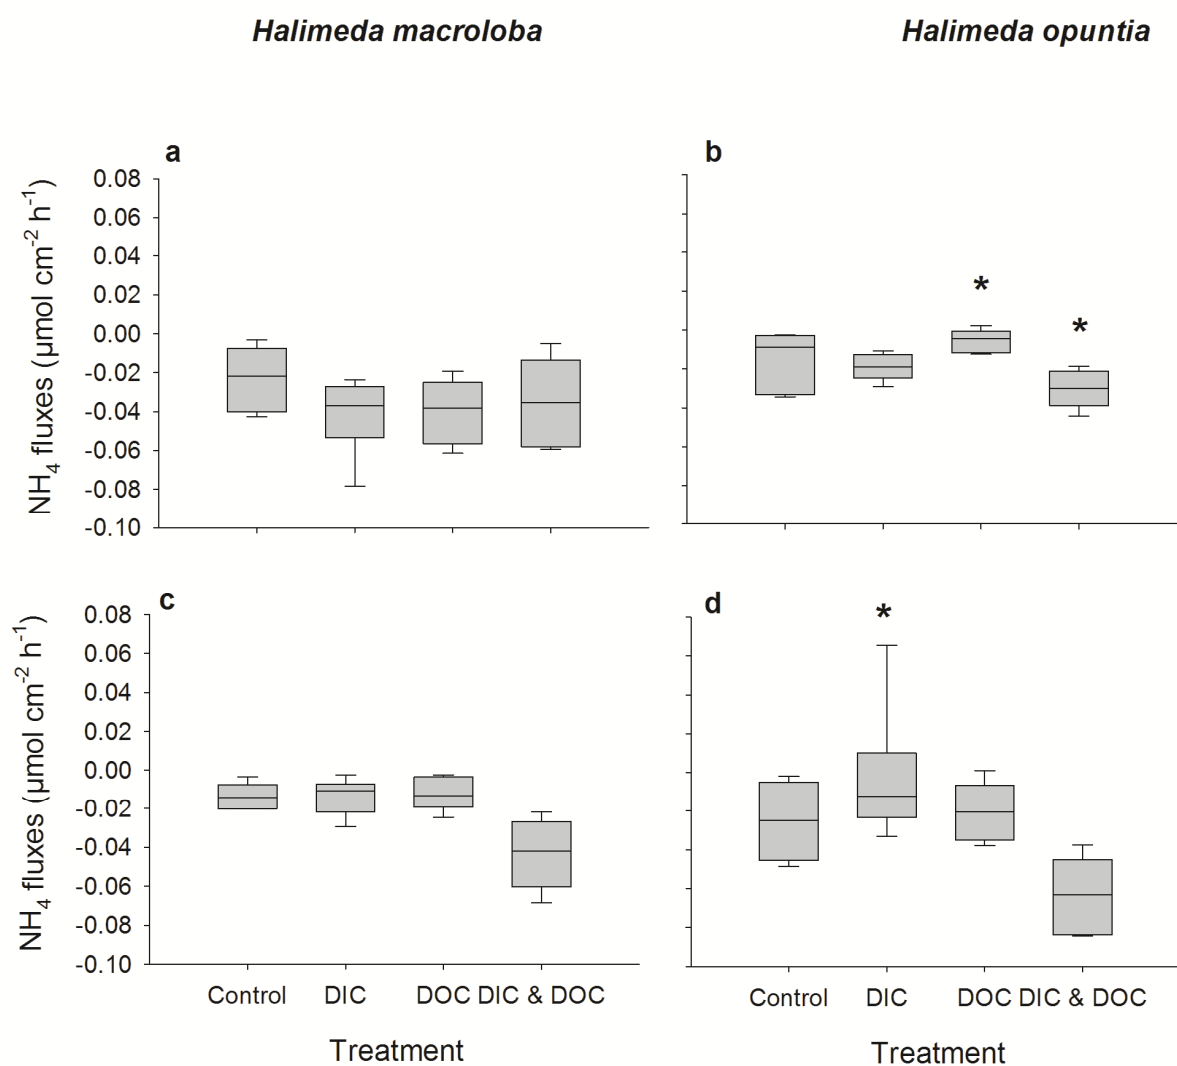 Halimeda macroloba
Halimeda opuntia
a
b
NH4 fluxes (µmol cm-2 h-1)
0.08
0.06
0.04
0.02
0.00
-0.02
-0.04
-0.06
-0.08
-0.10
*
*
c
d
NH4 fluxes (µmol cm-2 h-1)
0.08
0.06
0.04
0.02
0.00
-0.02
-0.04
-0.06
-0.08
-0.10
*
Control DIC DOC DIC & DOC
Control DIC DOC DIC & DOC
Treatment
Treatment